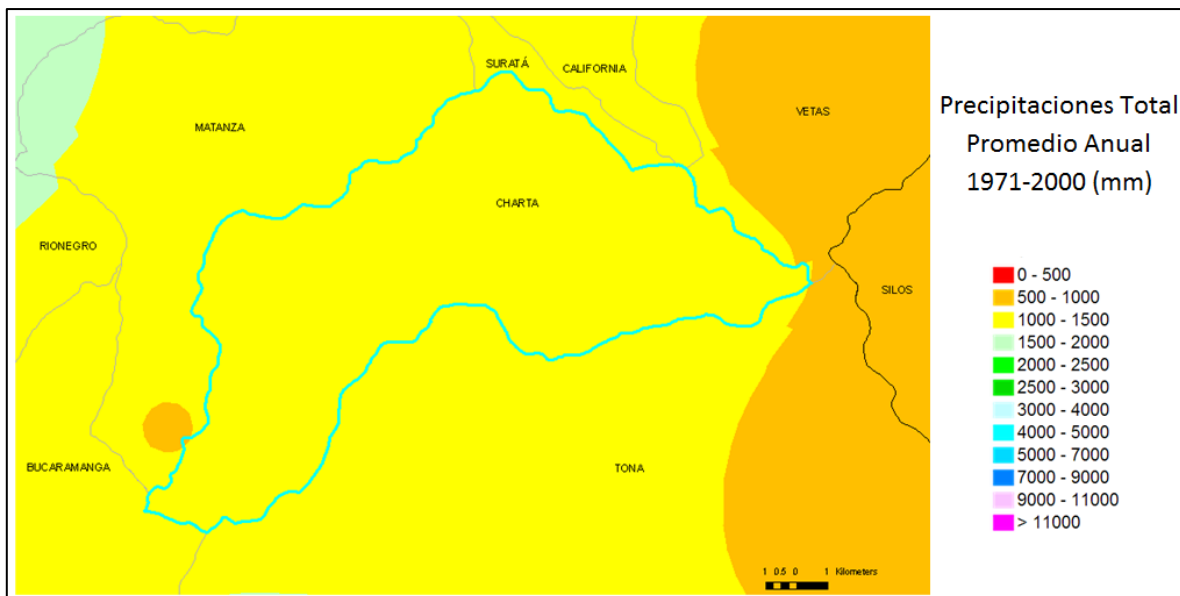 SURATÁ
CALIFORNIA
VETAS
MATANZA
CHARTA
RIONEGRO
SILOS
BUCARAMANGA
TONA
1 0.5 0 1 Kilometers
Precipitaciones Total
Promedio Anual
1971-2000 (mm)
0 - 500
500 - 1000
1000 - 1500
1500 - 2000
2000 - 2500
2500 - 3000
3000 - 4000
4000 - 5000
5000 - 7000
7000 - 9000
9000 - 11000
> 11000